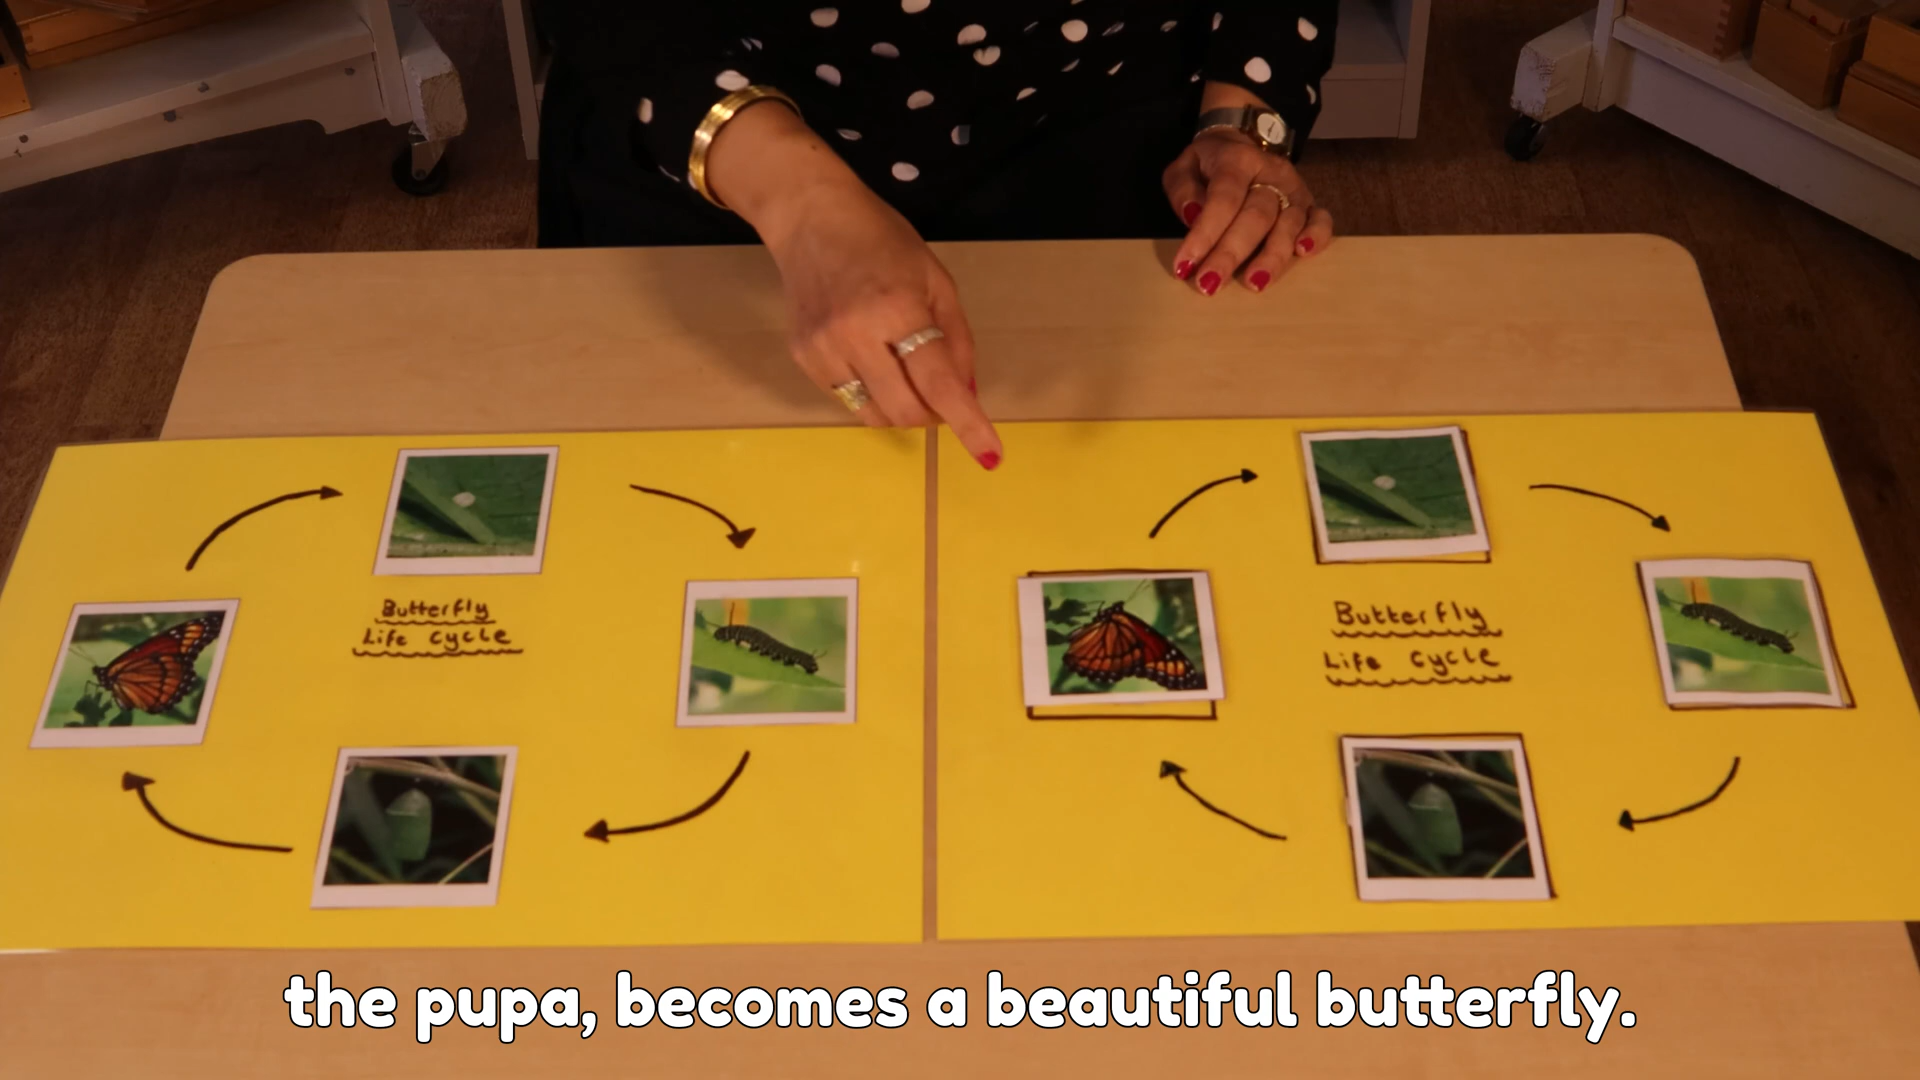 Butterfly
Life Cycle
Butterfly
Life Cycle
the pupa, becomes a beautiful butterfly.